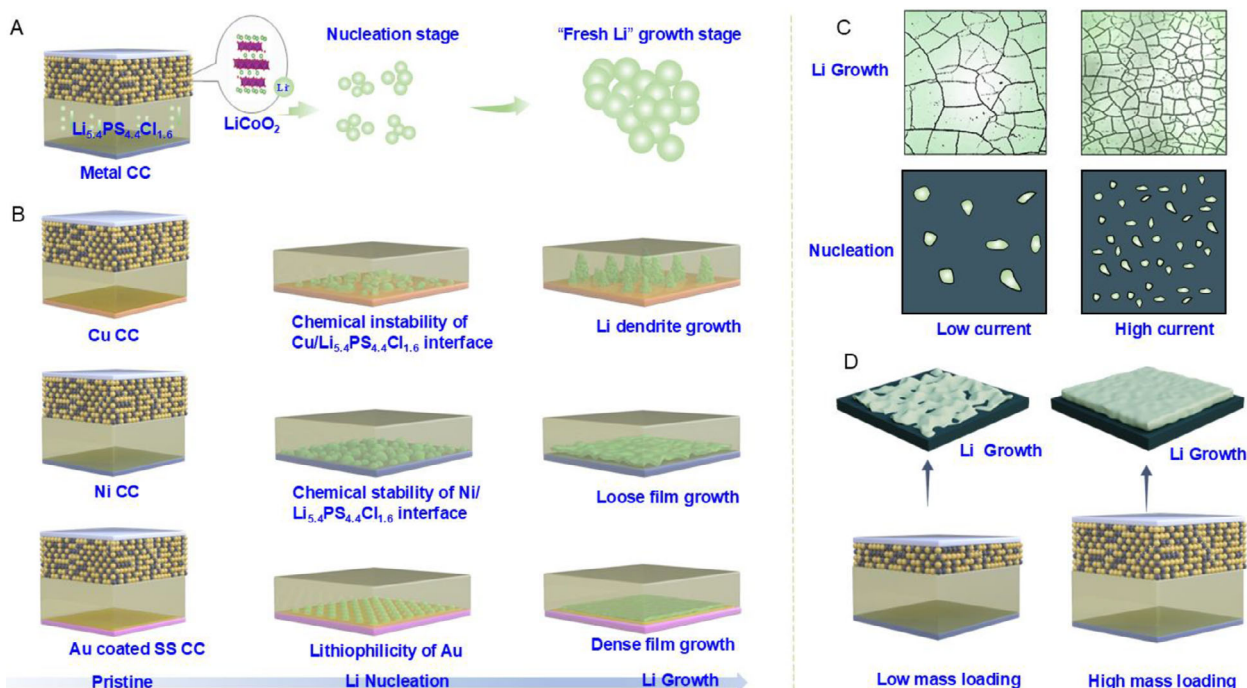 A
Nucleation stage
"Fresh Li" growth stage
Li
LiCoO₂
Li₅.₄PS₄.₄Cl₁.₆
Metal CC
B
Cu CC
Chemical instability of
Cu/Li₅.₄PS₄.₄Cl₁.₆ interface
Li dendrite growth
Ni CC
Chemical stability of Ni/
Li₅.₄PS₄.₄Cl₁.₆ interface
Loose film growth
Au coated SS CC
Lithiophilicity of Au
Dense film growth
Pristine
Li Nucleation
Li Growth
C
Li Growth
Nucleation
Low current
High current
D
Li Growth
Li Growth
Low mass loading
High mass loading